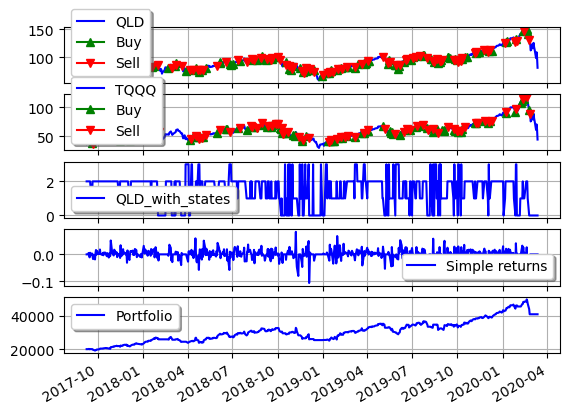 150
QLD
Buy
Sell
100
TQQQ
Buy
Sell
100
50
2
0
QLD_with_states
0.0
−0.1
Simple returns
40000
20000
Portfolio
2017-10
2018-01
2018-04
2018-07
2018-10
2019-01
2019-04
2019-07
2019-10
2020-01
2020-04